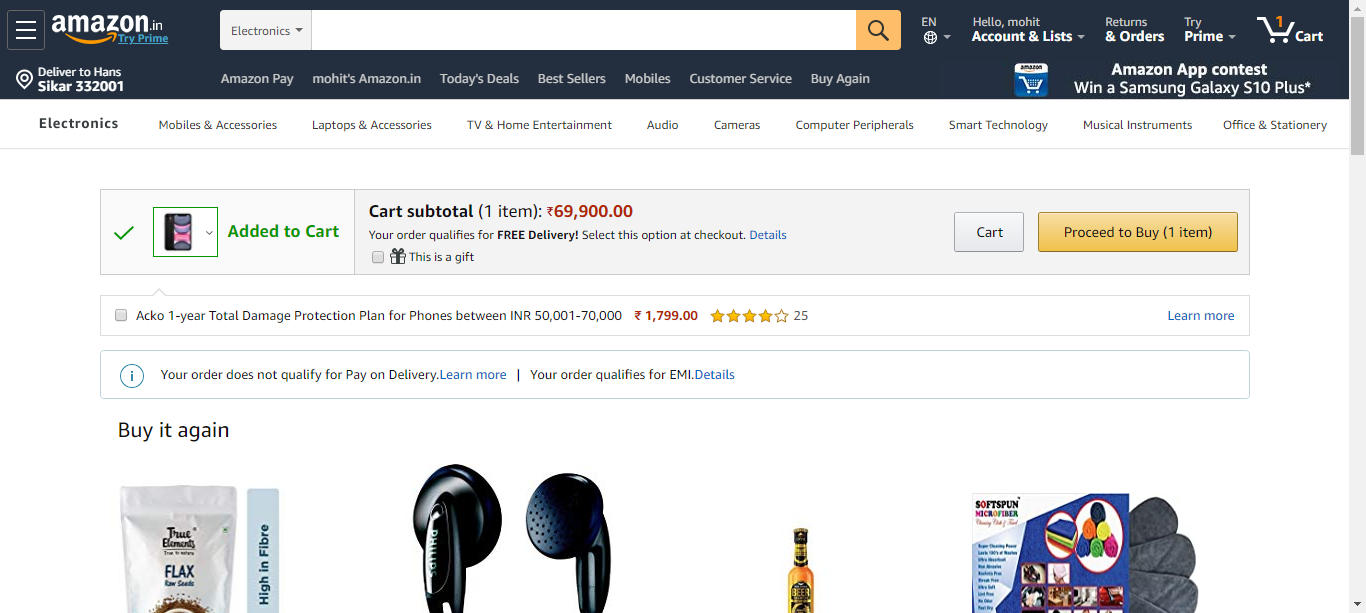 amazon.in
Try Prime
Electronics
EN
Hello, mohit
Account & Lists
Returns
& Orders
Try
Prime
1
Cart
Deliver to Hans
Sikar 332001
Amazon Pay
mohit's Amazon.in
Today's Deals
Best Sellers
Mobiles
Customer Service
Buy Again
amazon
Amazon App contest
Win a Samsung Galaxy S10 Plus*
Electronics
Mobiles & Accessories
Laptops & Accessories
TV & Home Entertainment
Audio
Cameras
Computer Peripherals
Smart Technology
Musical Instruments
Office & Stationery
Added to Cart
Cart subtotal (1 item): ₹69,900.00
Your order qualifies for FREE Delivery! Select this option at checkout. Details
This is a gift
Cart
Proceed to Buy (1 item)
Acko 1-year Total Damage Protection Plan for Phones between INR 50,001-70,000 ₹ 1,799.00 25
Learn more
Your order does not qualify for Pay on Delivery.Learn more | Your order qualifies for EMI.Details
Buy it again
True
Elements
FLAX
Raw Seeds
High in Fibre
PHILIPS
BEER
SOFTSPUN
MICROFIBER